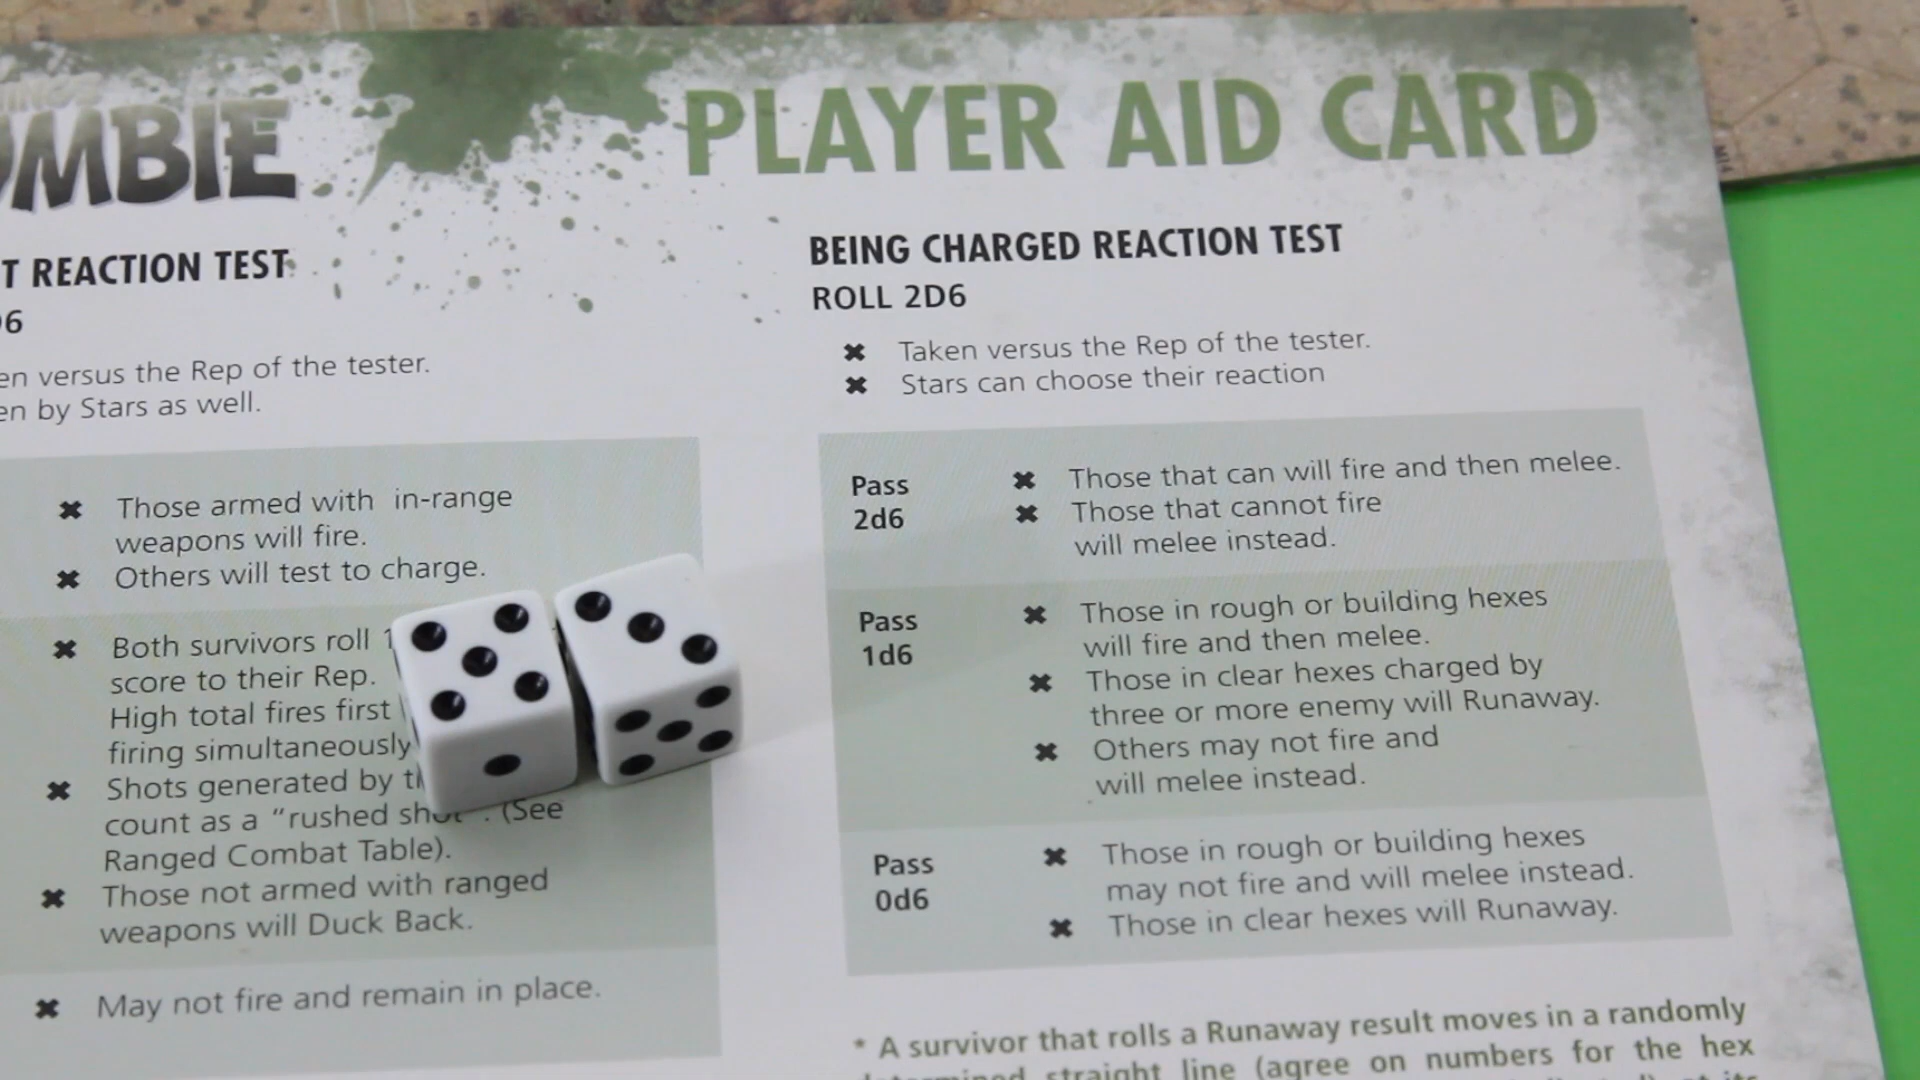 PLAYER AID CARD
REACTION TEST
versus the Rep of the tester.
by Stars as well.
✖ Those armed with in-range
weapons will fire.
✖ Others will test to charge.
✖ Both survivors roll
score to their Rep.
High total fires first
firing simultaneously
✖ Shots generated by
count as a “rushed shot”. (See
Ranged Combat Table).
✖ Those not armed with ranged
weapons will Duck Back.
✖ May not fire and remain in place.
BEING CHARGED REACTION TEST
ROLL 2D6
✖ Taken versus the Rep of the tester.
✖ Stars can choose their reaction
Pass
2d6
✖ Those that can will fire and then melee.
✖ Those that cannot fire
will melee instead.
Pass
1d6
✖ Those in rough or building hexes
will fire and then melee.
✖ Those in clear hexes charged by
three or more enemy will Runaway.
✖ Others may not fire and
will melee instead.
Pass
0d6
✖ Those in rough or building hexes
may not fire and will melee instead.
✖ Those in clear hexes will Runaway.
* A survivor that rolls a Runaway result moves in a randomly
straight line (agree on numbers for the hex